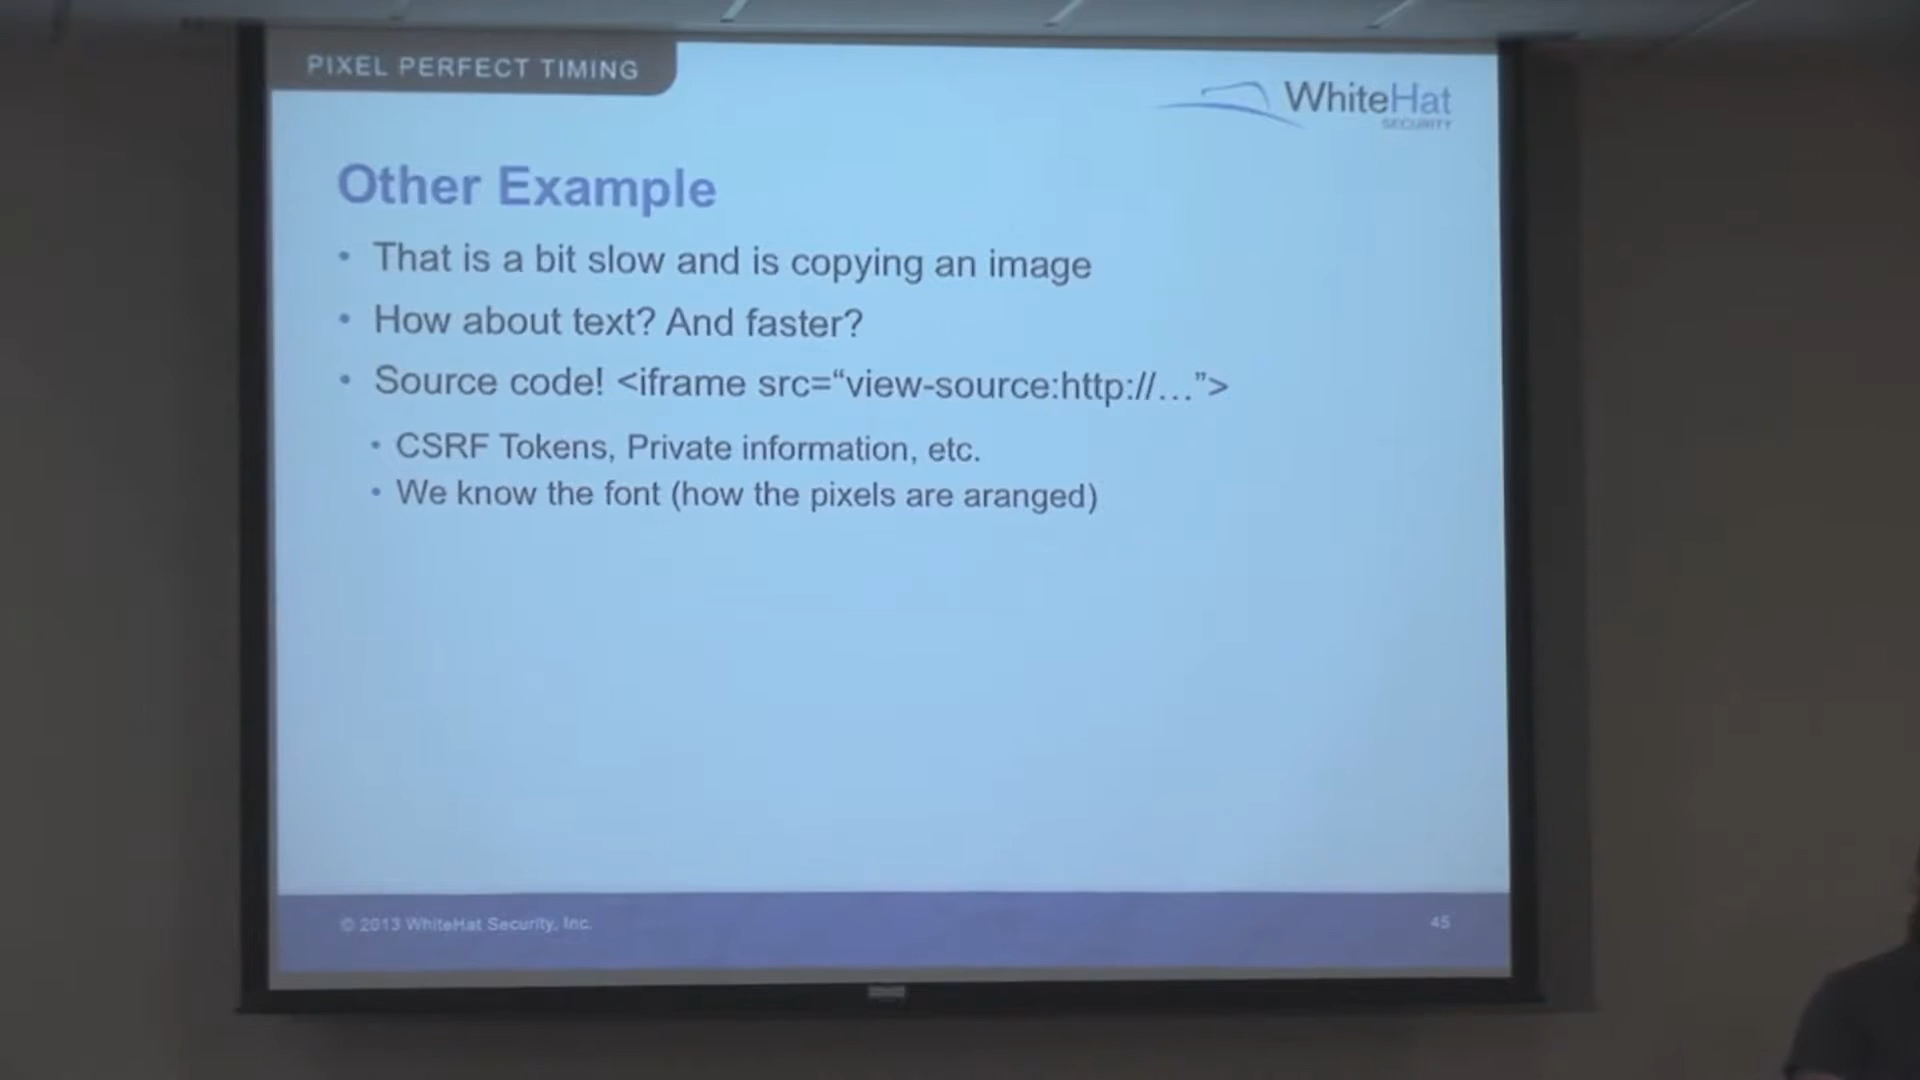 PIXEL PERFECT TIMING
WhiteHat
SECURITY
Other Example
• That is a bit slow and is copying an image
• How about text? And faster?
• Source code! <iframe src=“view-source:http://…”>
• CSRF Tokens, Private information, etc.
• We know the font (how the pixels are aranged)
© 2013 WhiteHat Security, Inc.
45